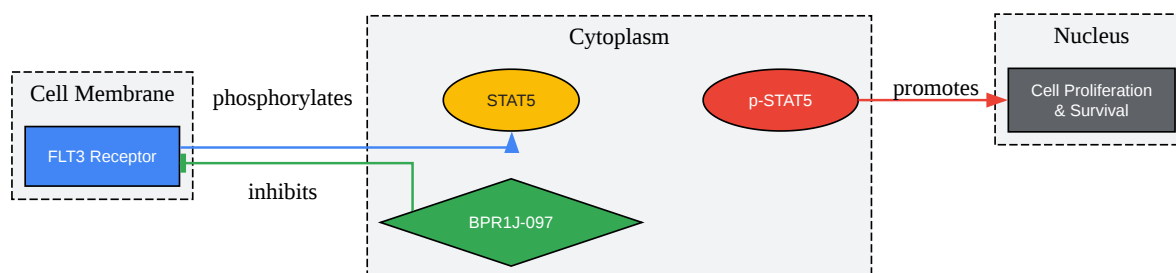 Cytoplasm
Nucleus
Cell Membrane
phosphorylates
STAT5
p-STAT5
promotes
Cell Proliferation
& Survival
FLT3 Receptor
inhibits
BPR1J-097